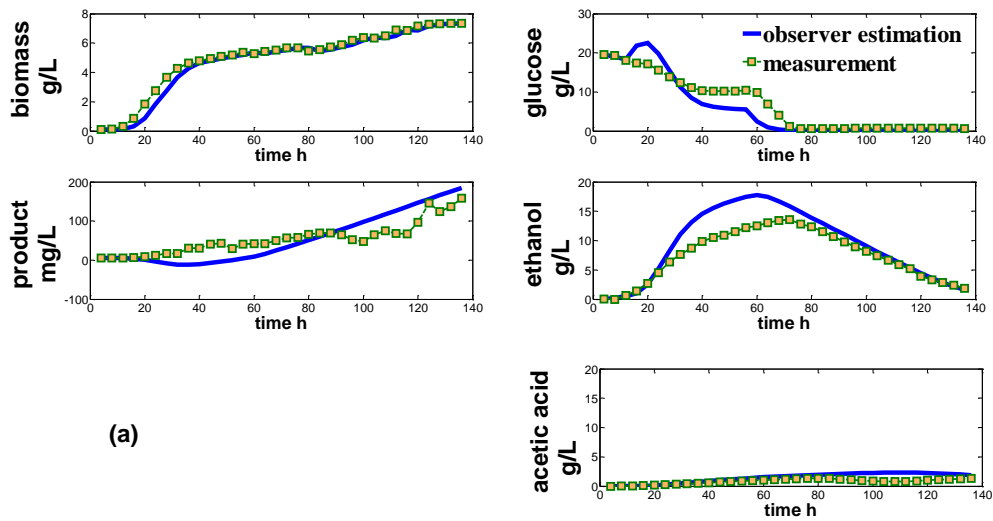 biomass
g/L
8
6
4
2
0
0 20 40 60 80 100 120 140
time h
glucose
g/L
30
20
10
0
0 20 40 60 80 100 120 140
time h
observer estimation
measurement
product
mg/L
200
100
0
-100
0 20 40 60 80 100 120 140
time h
ethanol
g/L
20
15
10
5
0
0 20 40 60 80 100 120 140
time h
(a)
acetic acid
g/L
20
15
10
5
0
0 20 40 60 80 100 120 140
time h